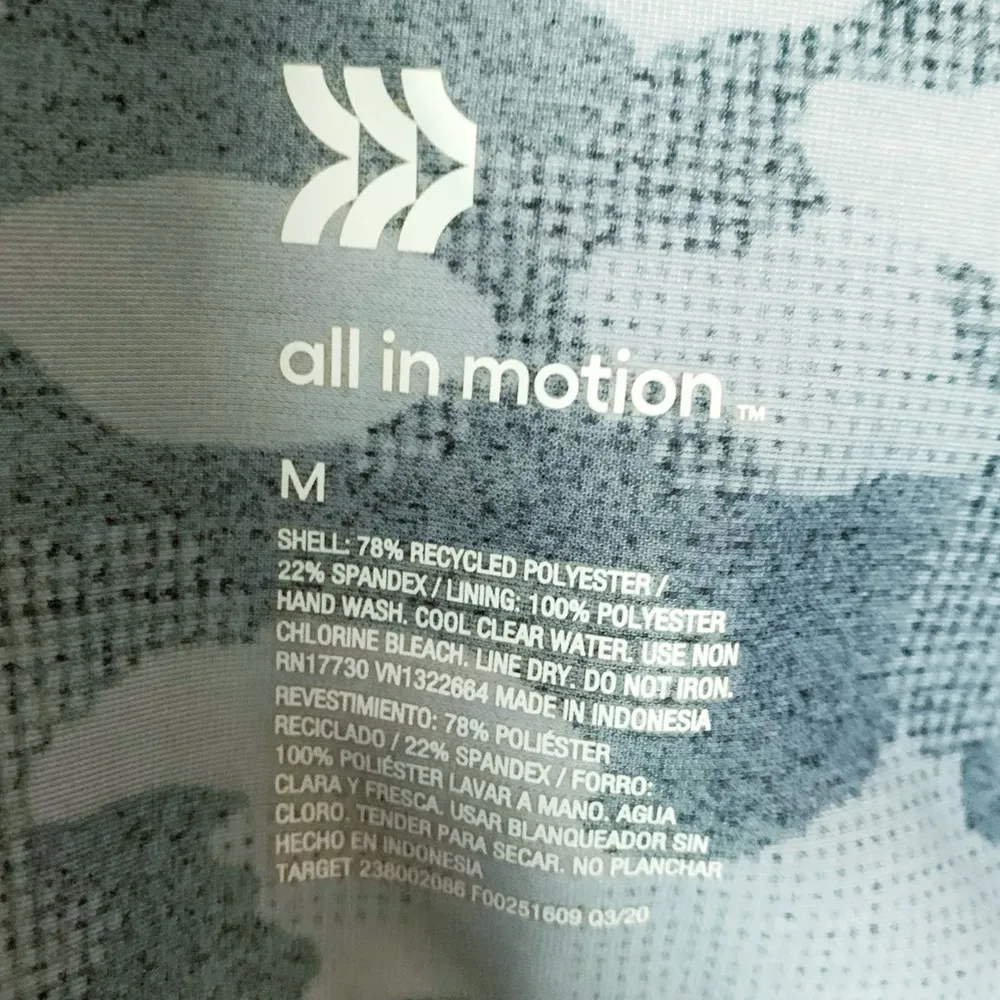 all in motion™
M
SHELL: 78% RECYCLED POLYESTER /
22% SPANDEX / LINING: 100% POLYESTER
HAND WASH. COOL CLEAR WATER. USE NON
CHLORINE BLEACH. LINE DRY. DO NOT IRON.
RN17730 VN1322664 MADE IN INDONESIA
REVESTIMIENTO: 78% POLIÉSTER
RECICLADO / 22% SPANDEX / FORRO:
100% POLIÉSTER LAVAR A MANO. AGUA
CLARA Y FRESCA. USAR BLANQUEADOR SIN
CLORO. TENDER PARA SECAR. NO PLANCHAR
HECHO EN INDONESIA
TARGET 238002086 F00251609 Q3/20